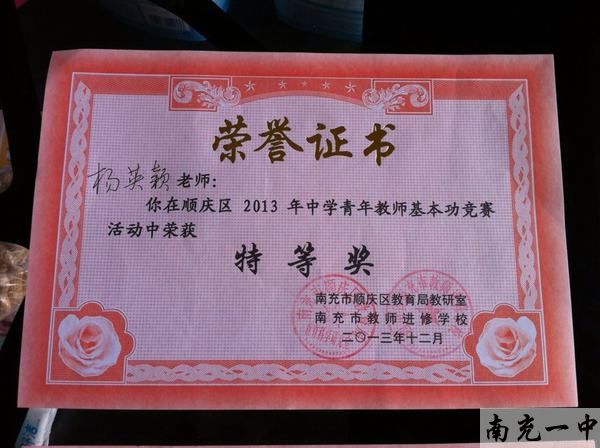 荣誉证书
杨英颖老师：
你在顺庆区 2013 年中学青年教师基本功竞赛
活动中荣获
特等奖
南充市顺庆区教育局教研室
南充市教师进修学校
二〇一三年十二月
南充一中